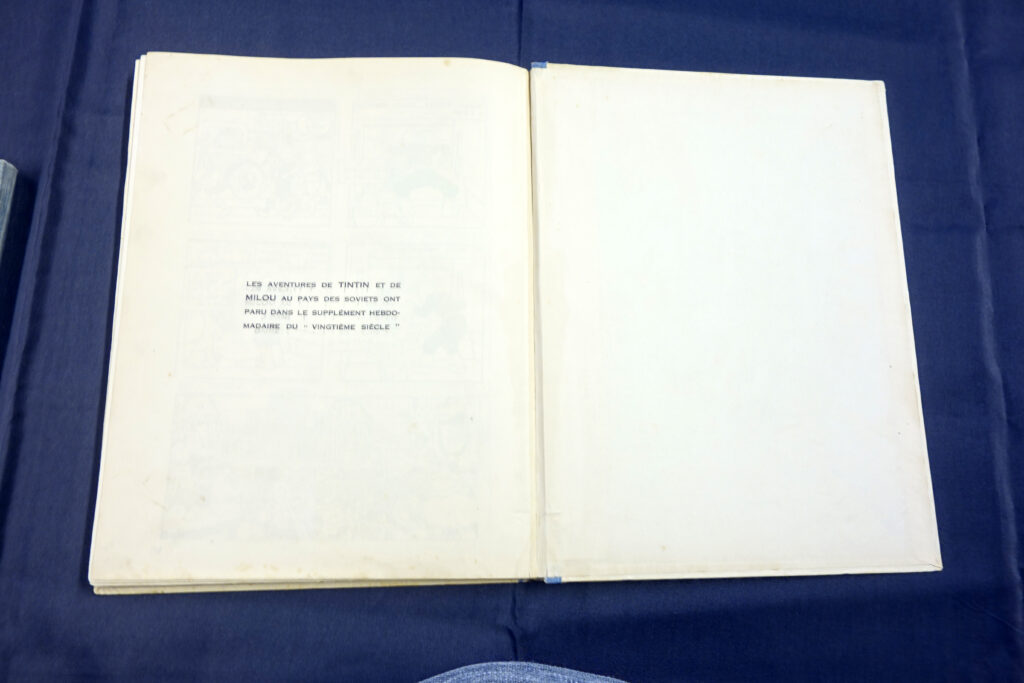 LES AVENTURES DE TINTIN ET DE
MILOU AU PAYS DES SOVIETS ONT
PARU DANS LE SUPPLÉMENT HEBDO-
MADAIRE DU " VINGTIÈME SIÈCLE "